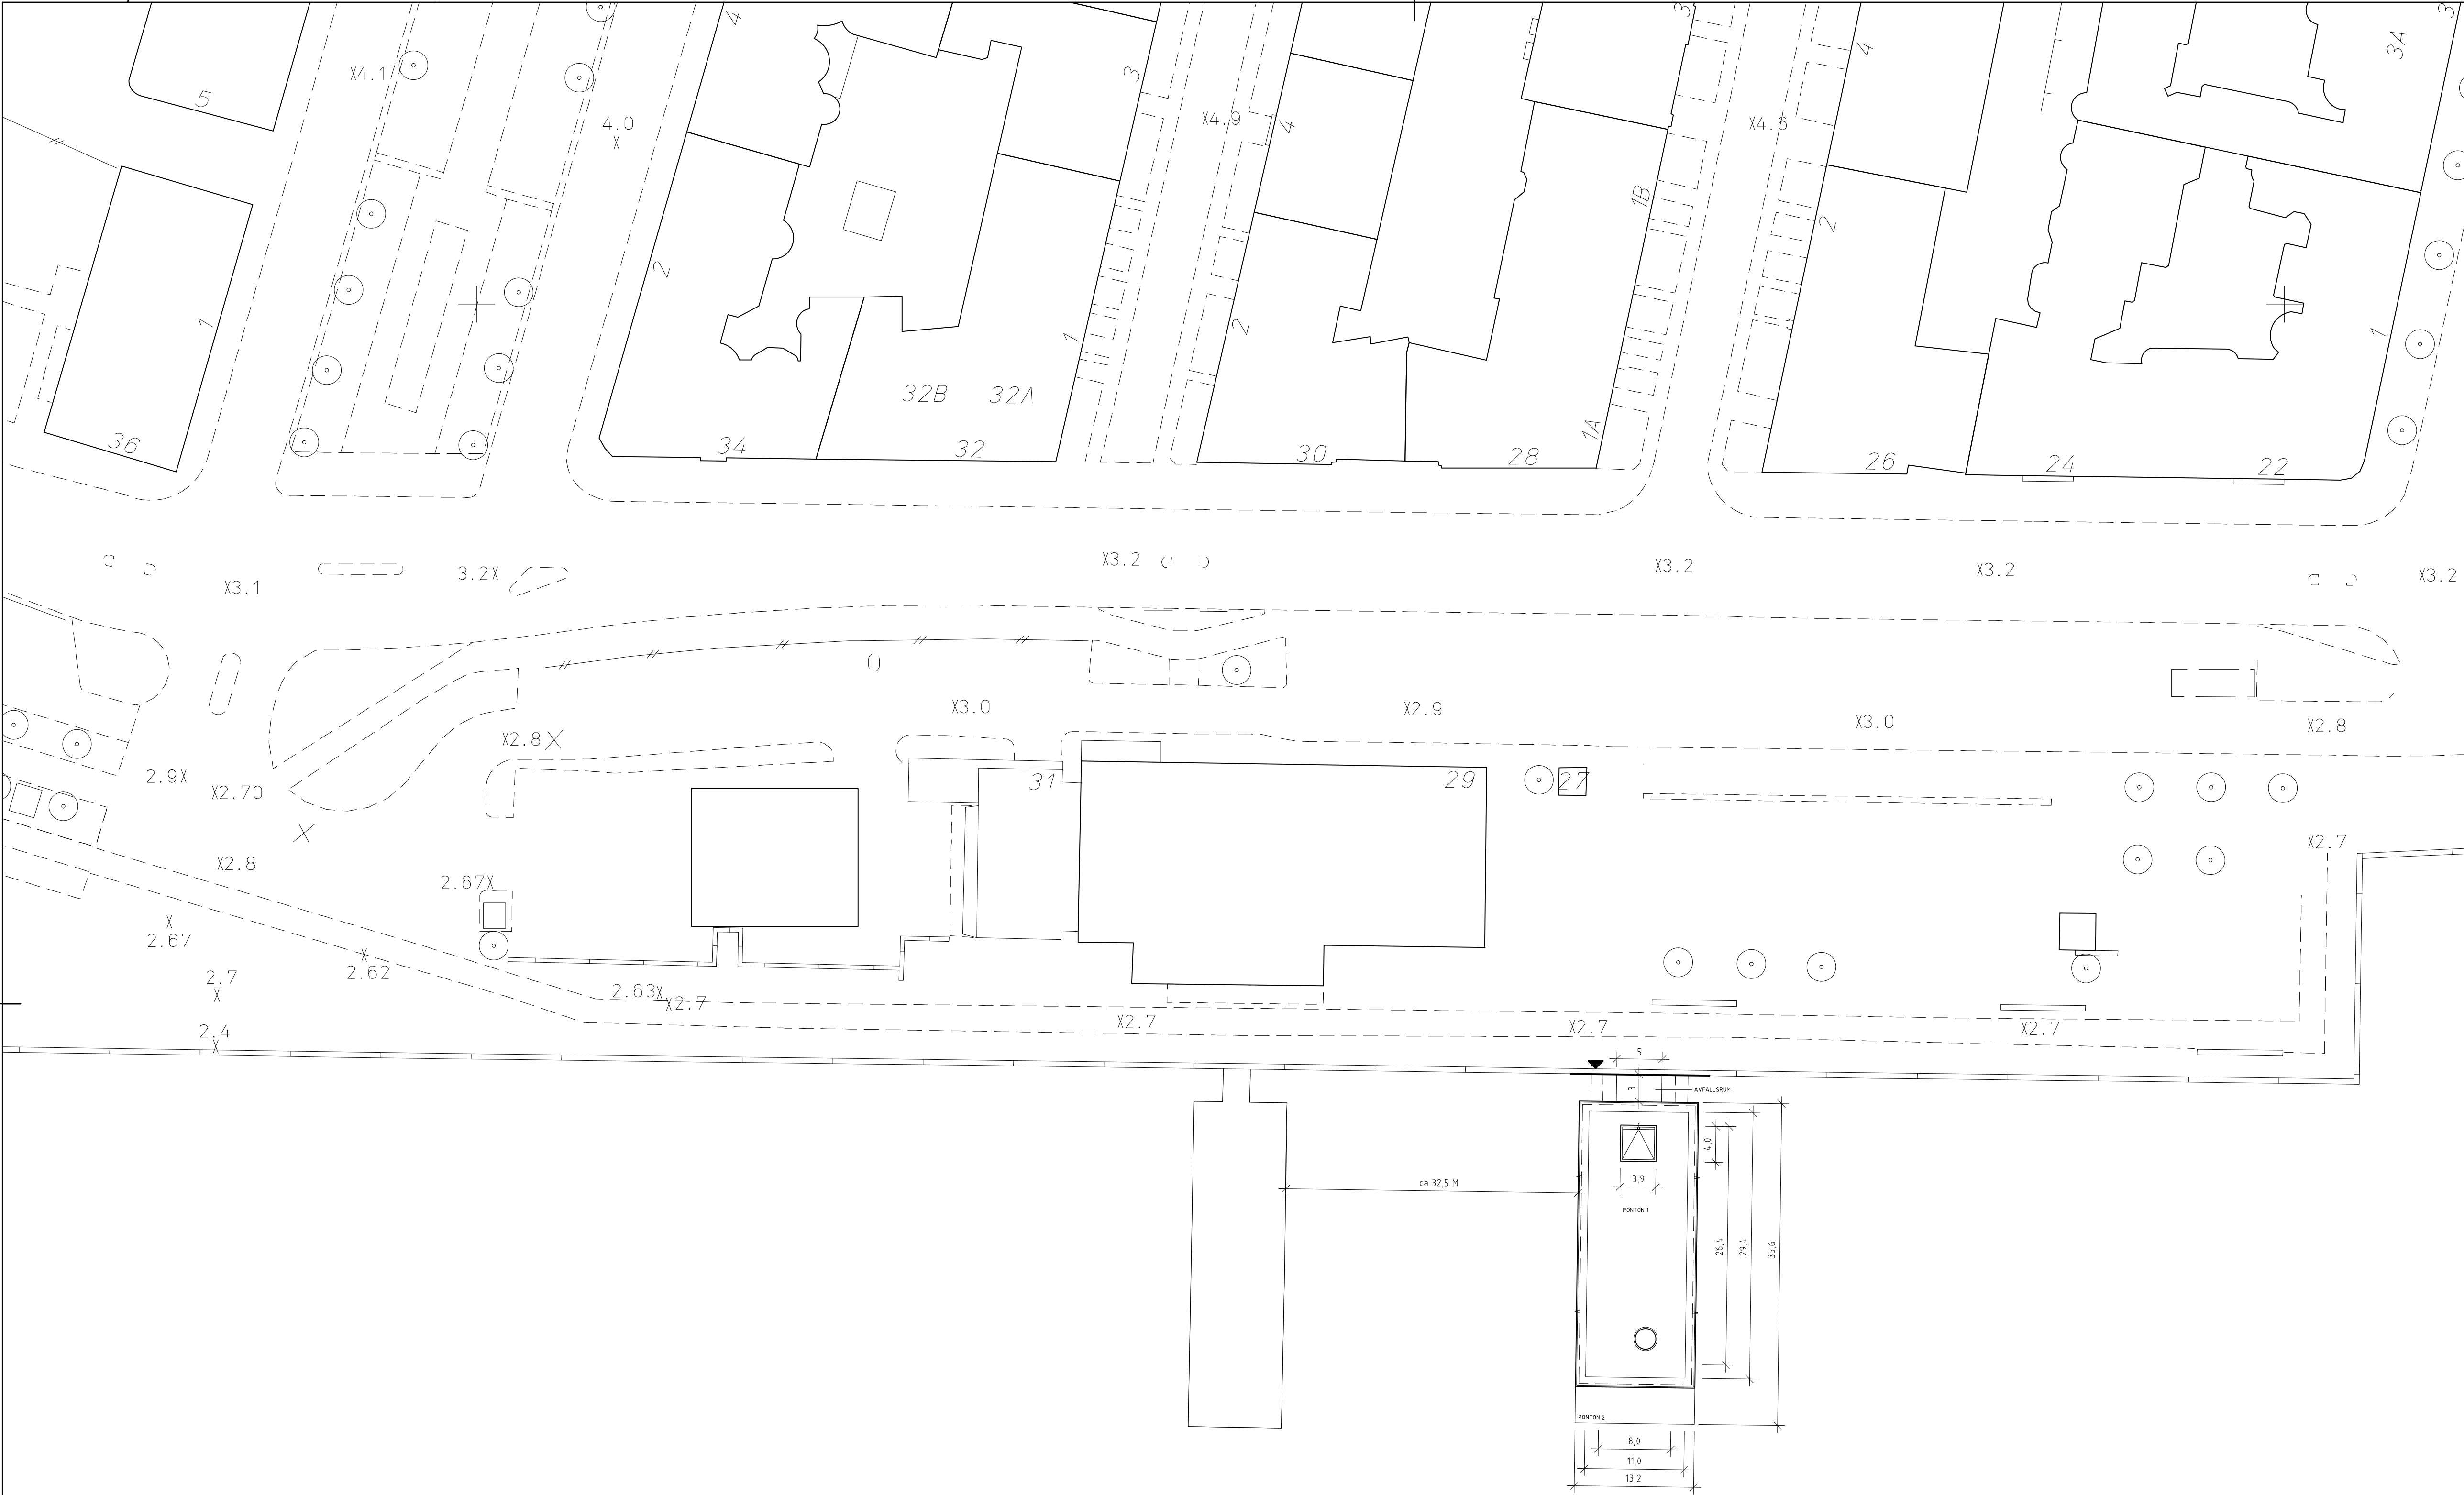 5
X4.1
4
4.0
X
3
X4.9
4
3
X4.6
4
3A
3
1
2
2
1B
2
1
1
32B
32A
36
34
32
30
28
1A
26
24
22
X3.1
3.2X
X3.2
X3.2
X3.2
X3.2
X3.0
X2.9
X3.0
X2.8
X2.8
2.9X
X2.70
31
29
27
X2.7
X2.8
2.67X
X
2.67
X
2.62
2.7
X
2.63X
X2.7
X2.7
X2.7
X2.7
2.4
X
5
3
AVFALLSRUM
4,0
3,9
ca 32,5 M
PONTON 1
26,4
29,4
35,6
PONTON 2
8,0
11,0
13,2